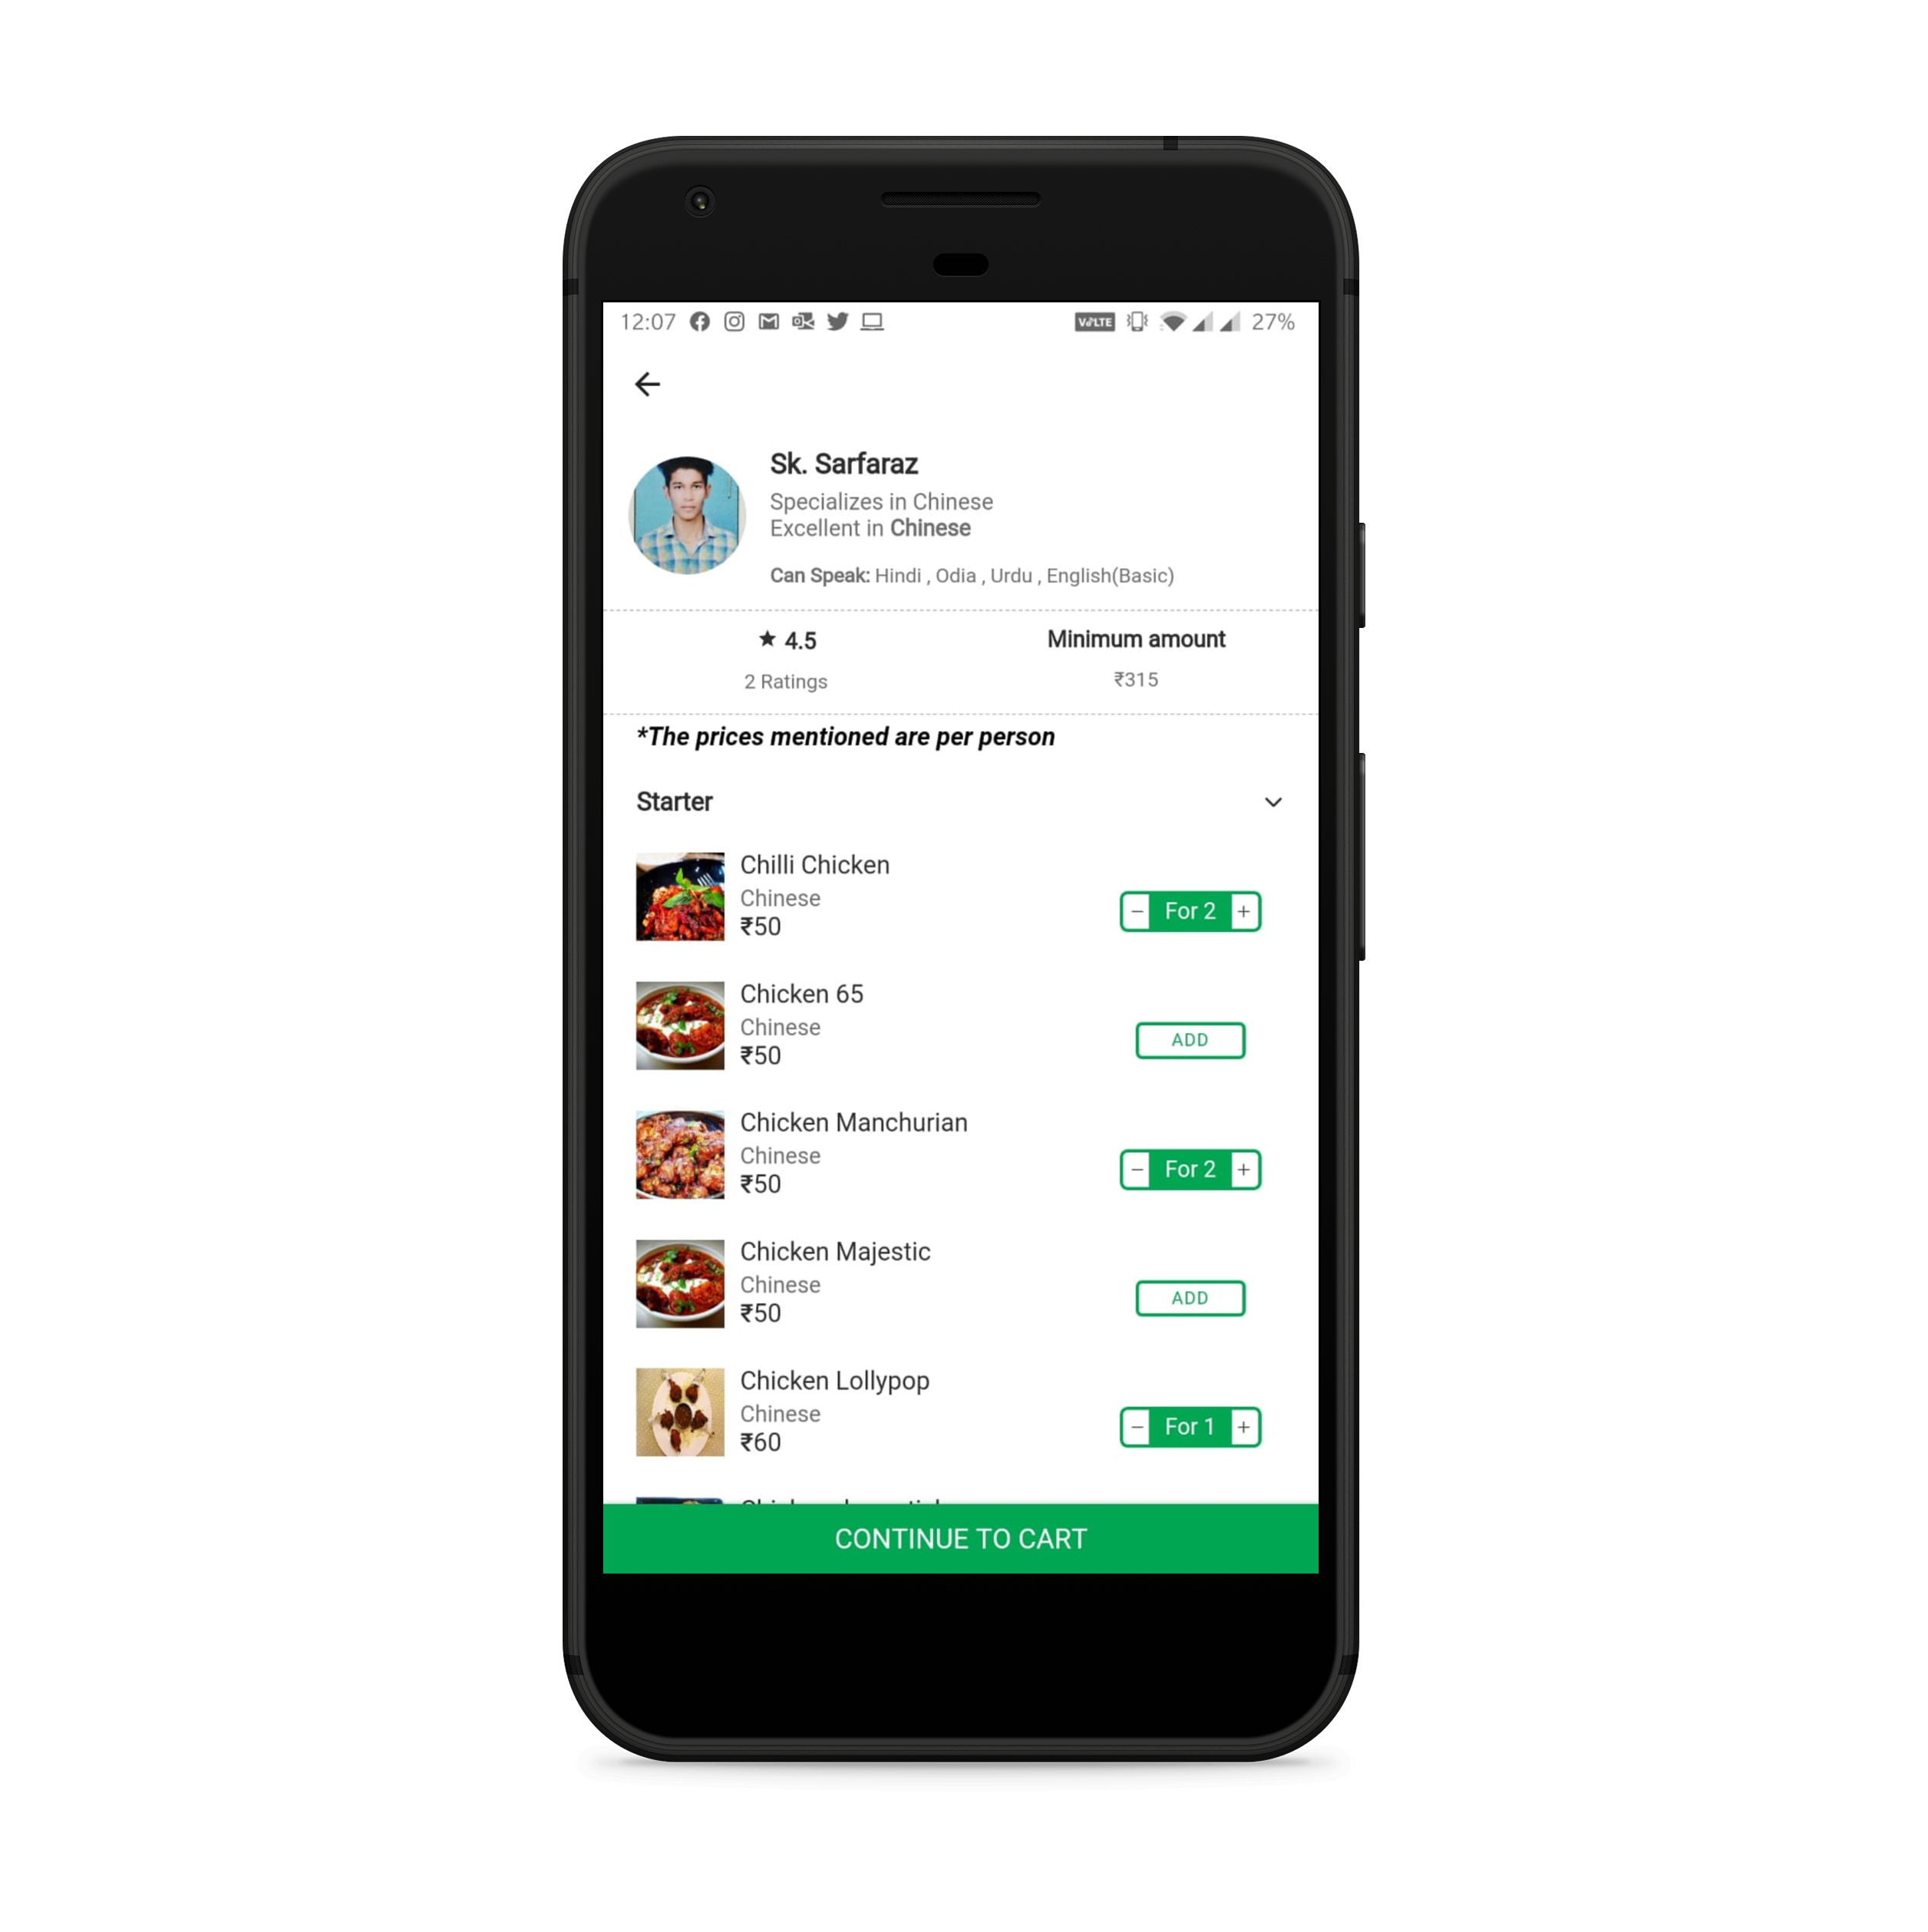 12:07
VoLTE
27%
Sk. Sarfaraz
Specializes in Chinese
Excellent in Chinese
Can Speak: Hindi , Odia , Urdu , English(Basic)
★ 4.5
2 Ratings
Minimum amount
₹315
*The prices mentioned are per person
Starter
Chilli Chicken
Chinese
₹50
− For 2 +
Chicken 65
Chinese
₹50
ADD
Chicken Manchurian
Chinese
₹50
− For 2 +
Chicken Majestic
Chinese
₹50
ADD
Chicken Lollypop
Chinese
₹60
− For 1 +
CONTINUE TO CART